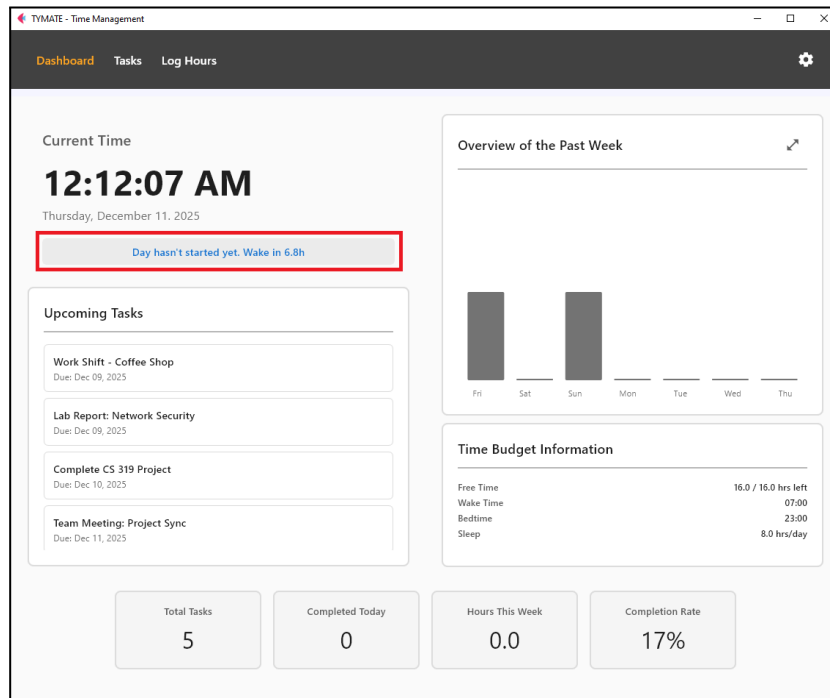 TYMATE - Time Management
Dashboard Tasks Log Hours
Current Time
12:12:07 AM
Thursday, December 11, 2025
Day hasn't started yet. Wake in 6.8h
Upcoming Tasks
Work Shift - Coffee Shop
Due: Dec 09, 2025
Lab Report: Network Security
Due: Dec 09, 2025
Complete CS 319 Project
Due: Dec 10, 2025
Team Meeting: Project Sync
Due: Dec 11, 2025
Overview of the Past Week
Fri Sat Sun Mon Tue Wed Thu
Time Budget Information
Free Time 16.0 / 16.0 hrs left
Wake Time 07:00
Bedtime 23:00
Sleep 8.0 hrs/day
Total Tasks
5
Completed Today
0
Hours This Week
0.0
Completion Rate
17%